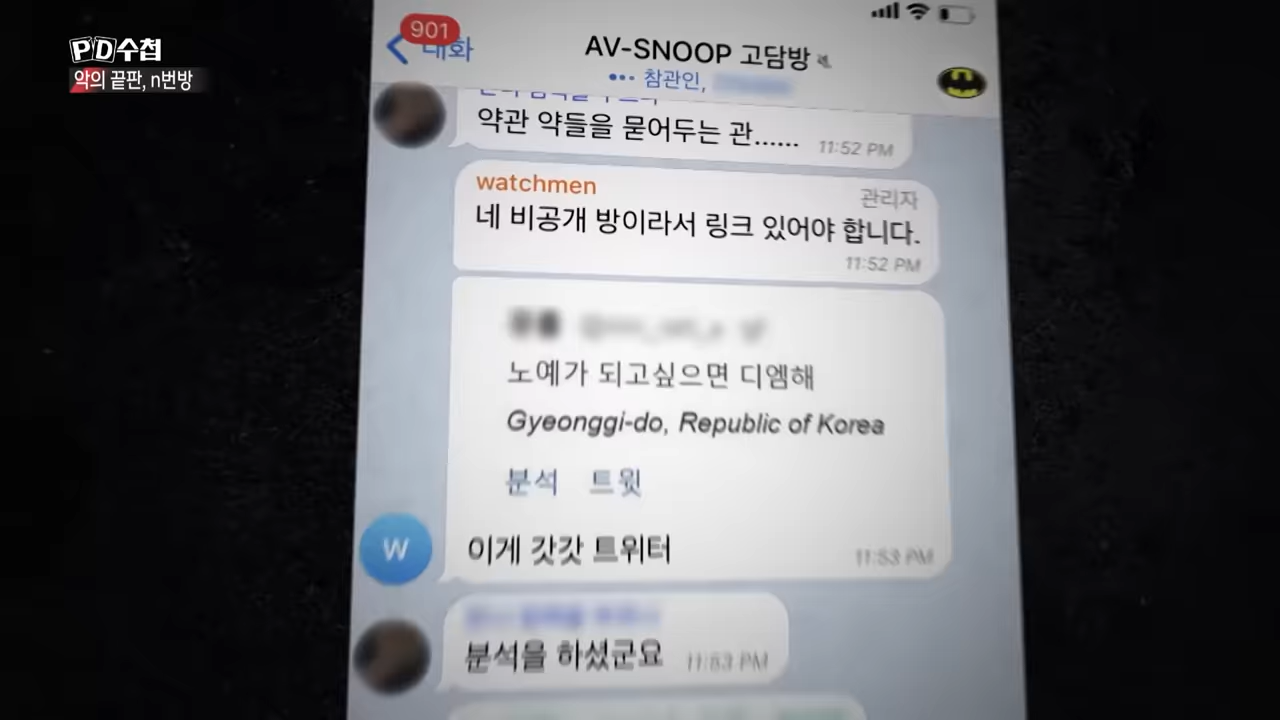 PD수첩
악의 끝판, n번방
901
대화
AV-SNOOP 고담방
참관인,
약관 약들을 묻어두는 관......
11:52 PM
watchmen
관리자
네 비공개 방이라서 링크 있어야 합니다.
11:52 PM
노예가 되고싶으면 디엠해
Gyeonggi-do, Republic of Korea
분석 트윗
W
이게 갓갓 트위터
11:53 PM
분석을 하셨군요
11:53 PM